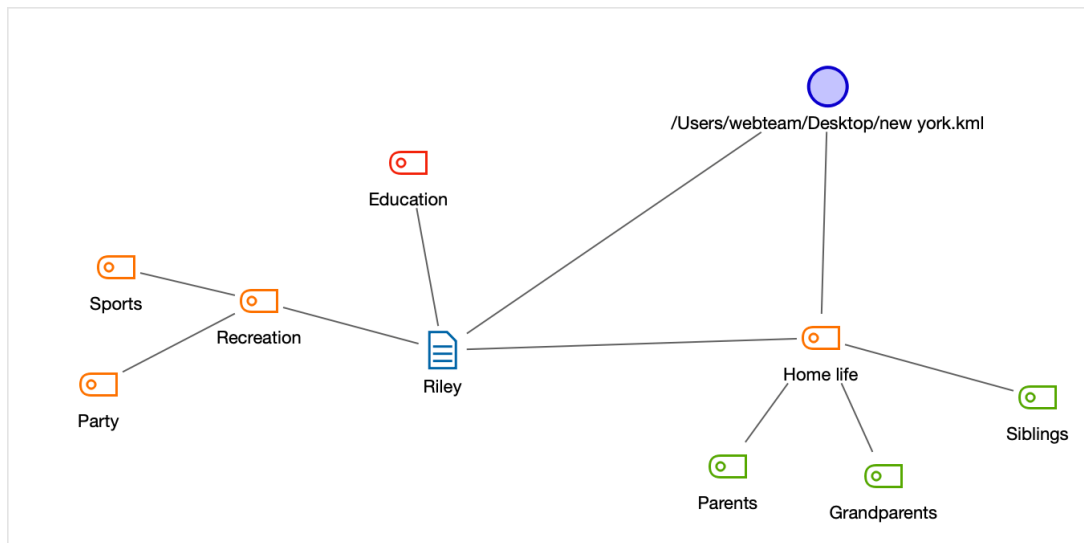 /Users/webteam/Desktop/new york.kml
Education
Sports
Recreation
Riley
Home life
Party
Siblings
Parents
Grandparents